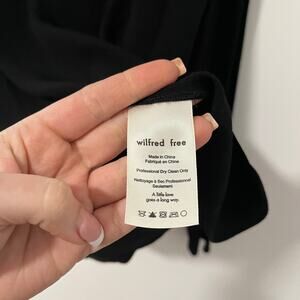 wilfred free
Made in China
Fabriqué en Chine
Professional Dry Clean Only
Nettoyage à Sec Professionnel
Seulement
A little love
goes a long way.